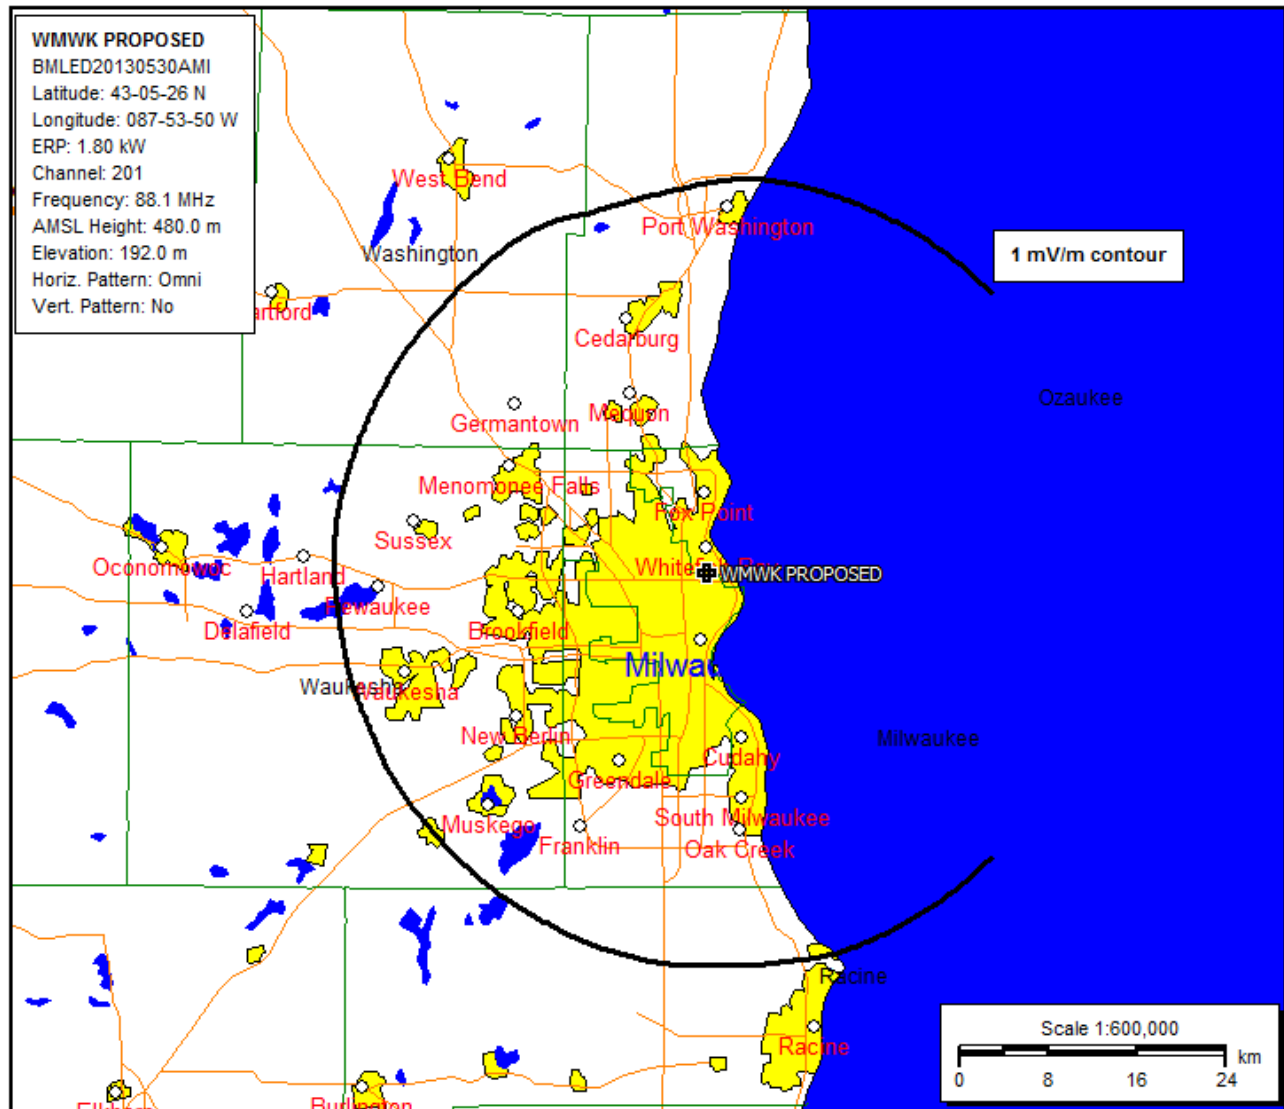 WMWK PROPOSED
BMLED20130530AMI
Latitude: 43-05-26 N
Longitude: 087-53-50 W
ERP: 1.80 kW
Channel: 201
Frequency: 88.1 MHz
AMSL Height: 480.0 m
Elevation: 192.0 m
Horiz. Pattern: Omni
Vert. Pattern: No
West Bend
Port Washington
Washington
1 mV/m contour
artford
Cedarburg
Ozaukee
Germantown
Mequon
Menomonee Falls
Fox Point
Sussex
Oconomowoc
Hartland
WMWK PROPOSED
Pewaukee
Delafield
Brookfield
Milwau
Waukesha
Waukesha
New Berlin
Milwaukee
Cudahy
Greendale
Muskego
South Milwaukee
Franklin
Oak Creek
Racine
Racine
Scale 1:600,000
km
0 8 16 24
Burlington